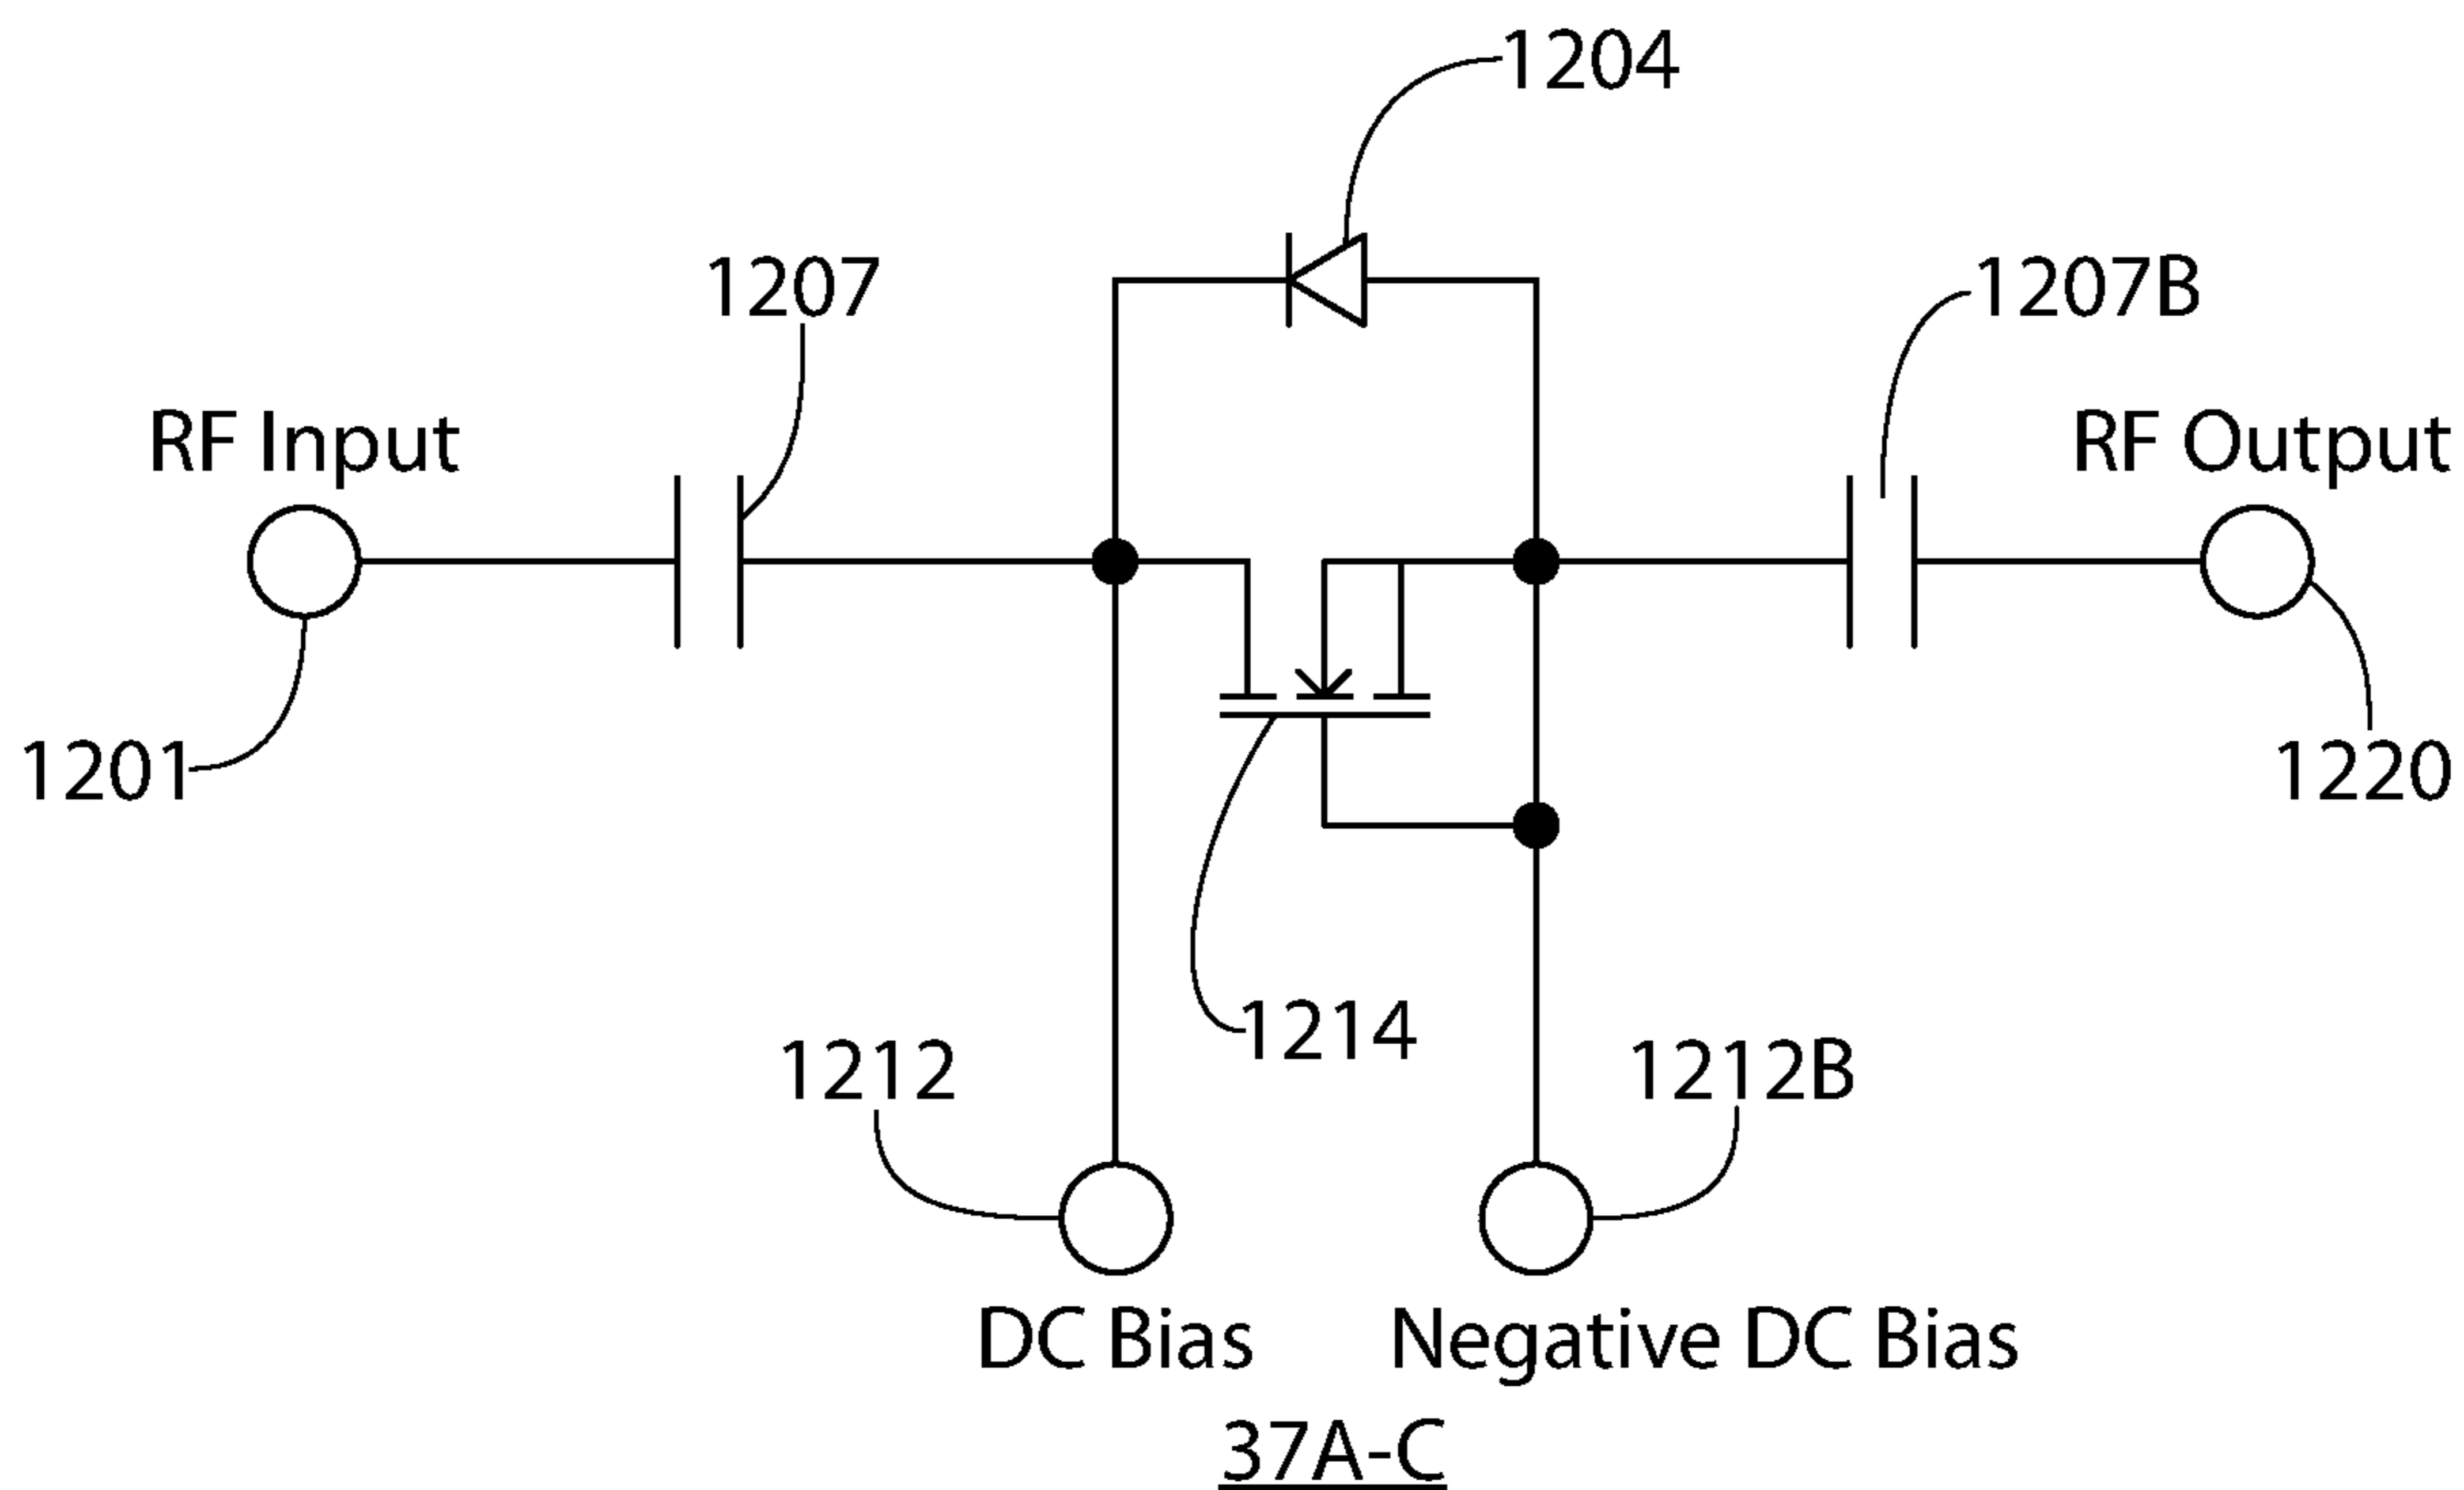 1204
1207
1207B
RF Input
RF Output
1201
1220
1214
1212
1212B
DC Bias
Negative DC Bias
37A-C